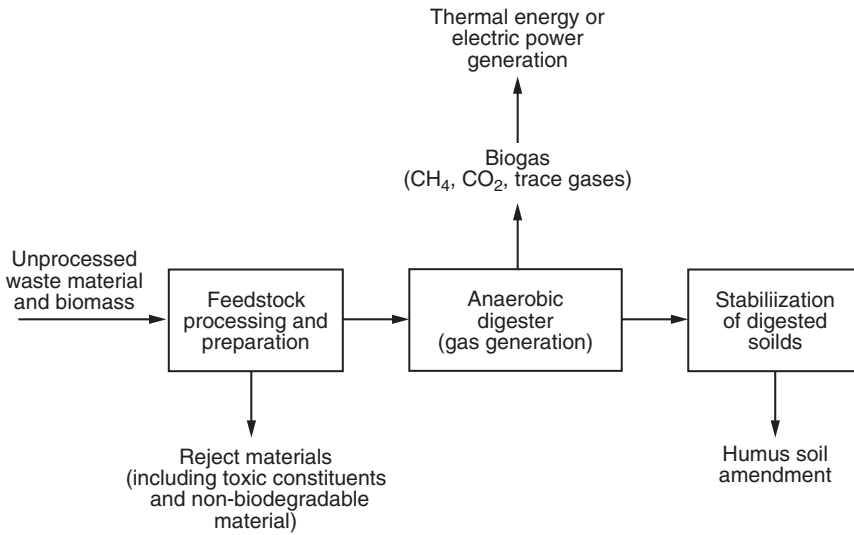 Thermal energy or
electric power
generation
Biogas
(CH₄, CO₂, trace gases)
Unprocessed
waste material
and biomass
Feedstock
processing and
preparation
Anaerobic
digester
(gas generation)
Stabiliization
of digested
soilds
Reject materials
(including toxic constituents
and non-biodegradable
material)
Humus soil
amendment